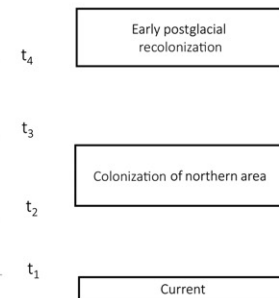 Early postglacial
recolonization
t₄
t₃
Colonization of northern area
t₂
t₁
Current